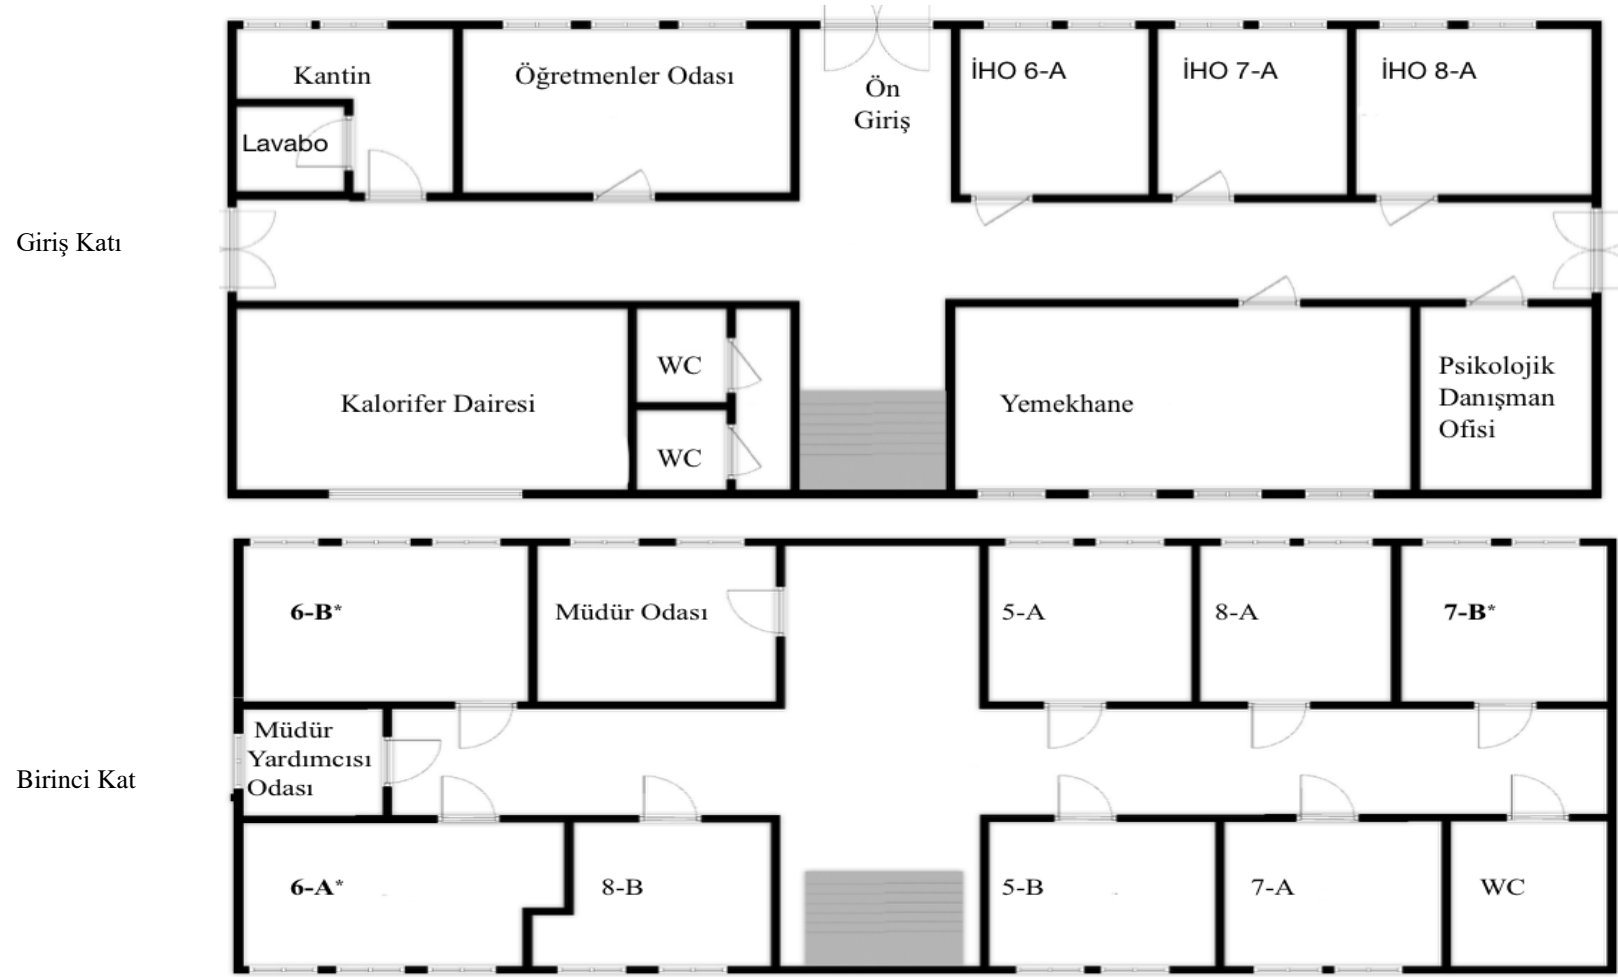 Kantin
Öğretmenler Odası
Ön
Giriş
İHO 6-A
İHO 7-A
İHO 8-A
Lavabo
Giriş Katı
Kalorifer Dairesi
WC
WC
Yemekhane
Psikolojik
Danışman
Ofisi
6-B*
Müdür Odası
5-A
8-A
7-B*
Müdür
Yardımcısı
Odası
Birinci Kat
6-A*
8-B
5-B
7-A
WC